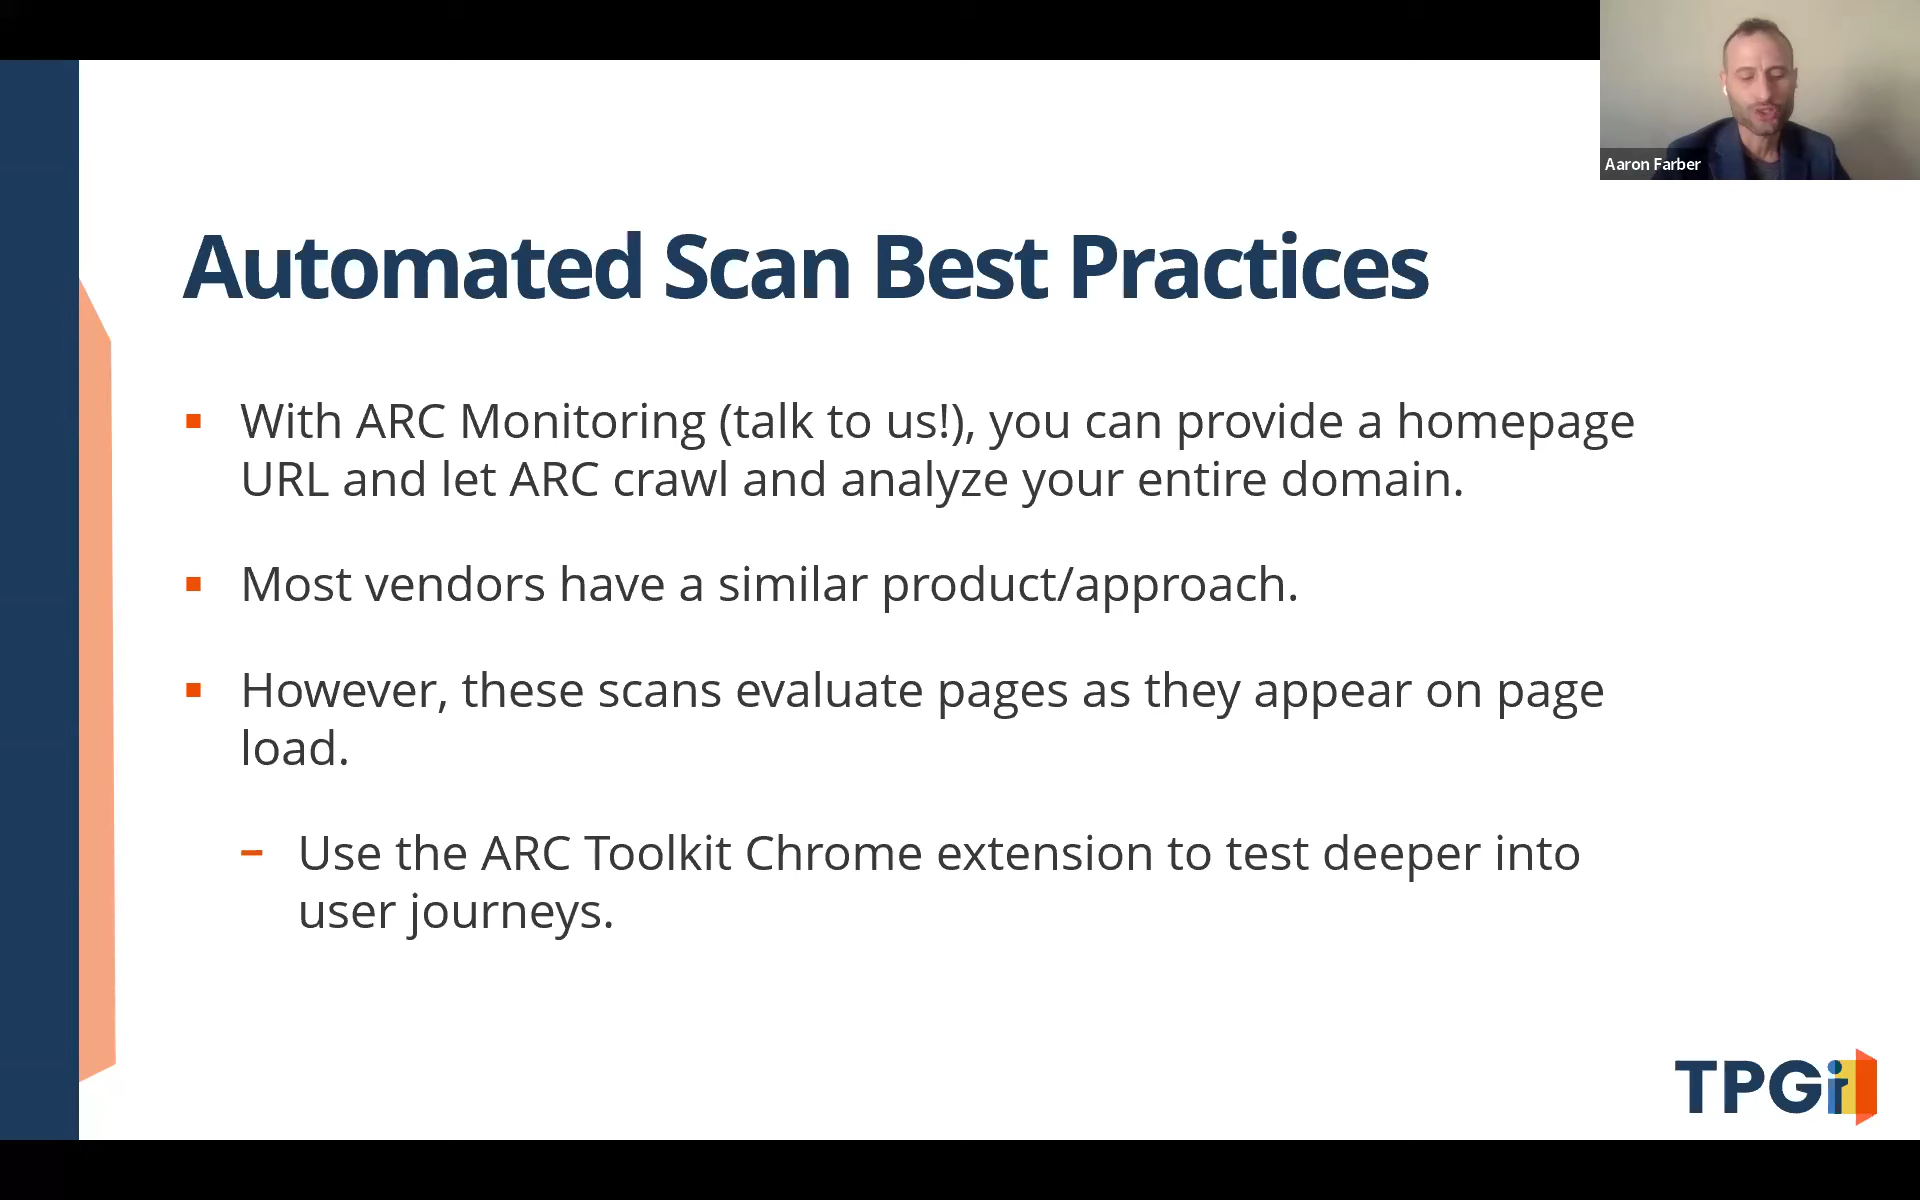 Aaron Farber
Automated Scan Best Practices
▪ With ARC Monitoring (talk to us!), you can provide a homepage
URL and let ARC crawl and analyze your entire domain.
▪ Most vendors have a similar product/approach.
▪ However, these scans evaluate pages as they appear on page
load.
– Use the ARC Toolkit Chrome extension to test deeper into
user journeys.
TPGi